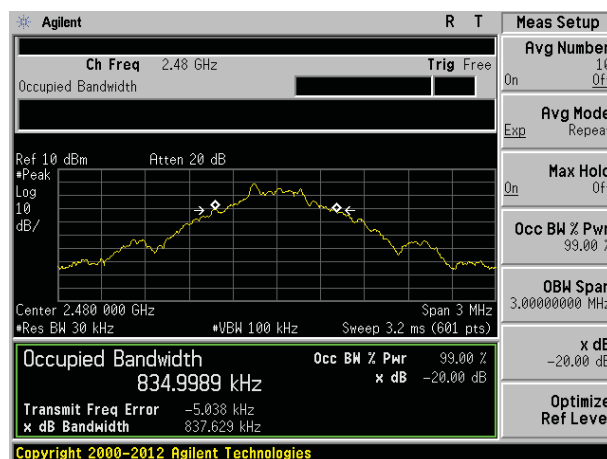 Agilent R T Meas Setup
Avg Number
10
On Off
Ch Freq 2.48 GHz Trig Free
Occupied Bandwidth
Avg Mode
Exp Repeat
Ref 10 dBm Atten 20 dB
#Peak
Log
10
dB/
Max Hold
On Off
Occ BW % Pwr
99.00 %
OBW Span
3.00000000 MHz
Center 2.480 000 GHz Span 3 MHz
#Res BW 30 kHz #VBW 100 kHz Sweep 3.2 ms (601 pts)
x dB
-20.00 dB
Occupied Bandwidth Occ BW % Pwr 99.00 %
834.9989 kHz x dB -20.00 dB
Transmit Freq Error -5.038 kHz
x dB Bandwidth 837.629 kHz
Optimize
Ref Level
Copyright 2000-2012 Agilent Technologies